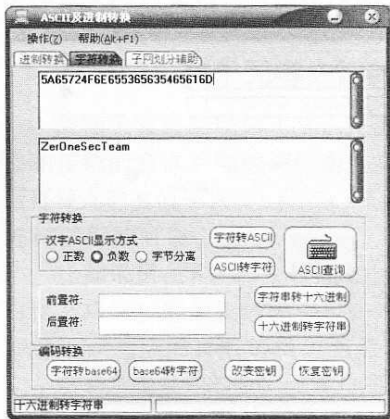 ASCII及进制转换
操作(Z) 帮助(Alt+F1)
进制转换 字符转换 子网划分辅助
5A65724F6E655365635465616D
ZerOneSecTeam
字符转换
汉字ASCII显示方式
正数 负数 字节分离
字符转ASCII
ASCII转字符
ASCII查询
前置符:
后置符:
字符串转十六进制
十六进制转字符串
编码转换
字符转base64 base64转字符 改变密钥 恢复密钥
十六进制转字符串